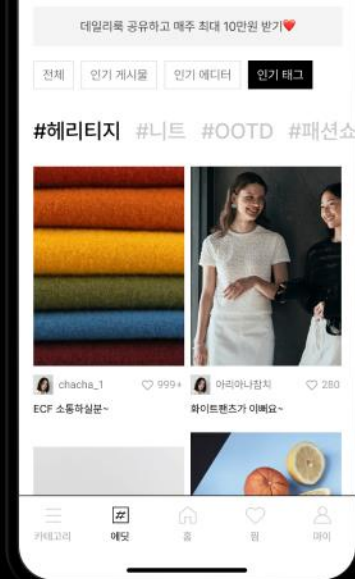 데일리룩 공유하고 매주 최대 10만원 받기❤️
전체 인기 게시물 인기 에디터 인기 태그
#헤리티지 #니트 #OOTD #패션쇼
chacha_1 999+ 아리아나참치 280
ECF 소통하실분~ 화이트팬츠가 이뻐요~
#
카테고리 에딧 홈 찜 마이